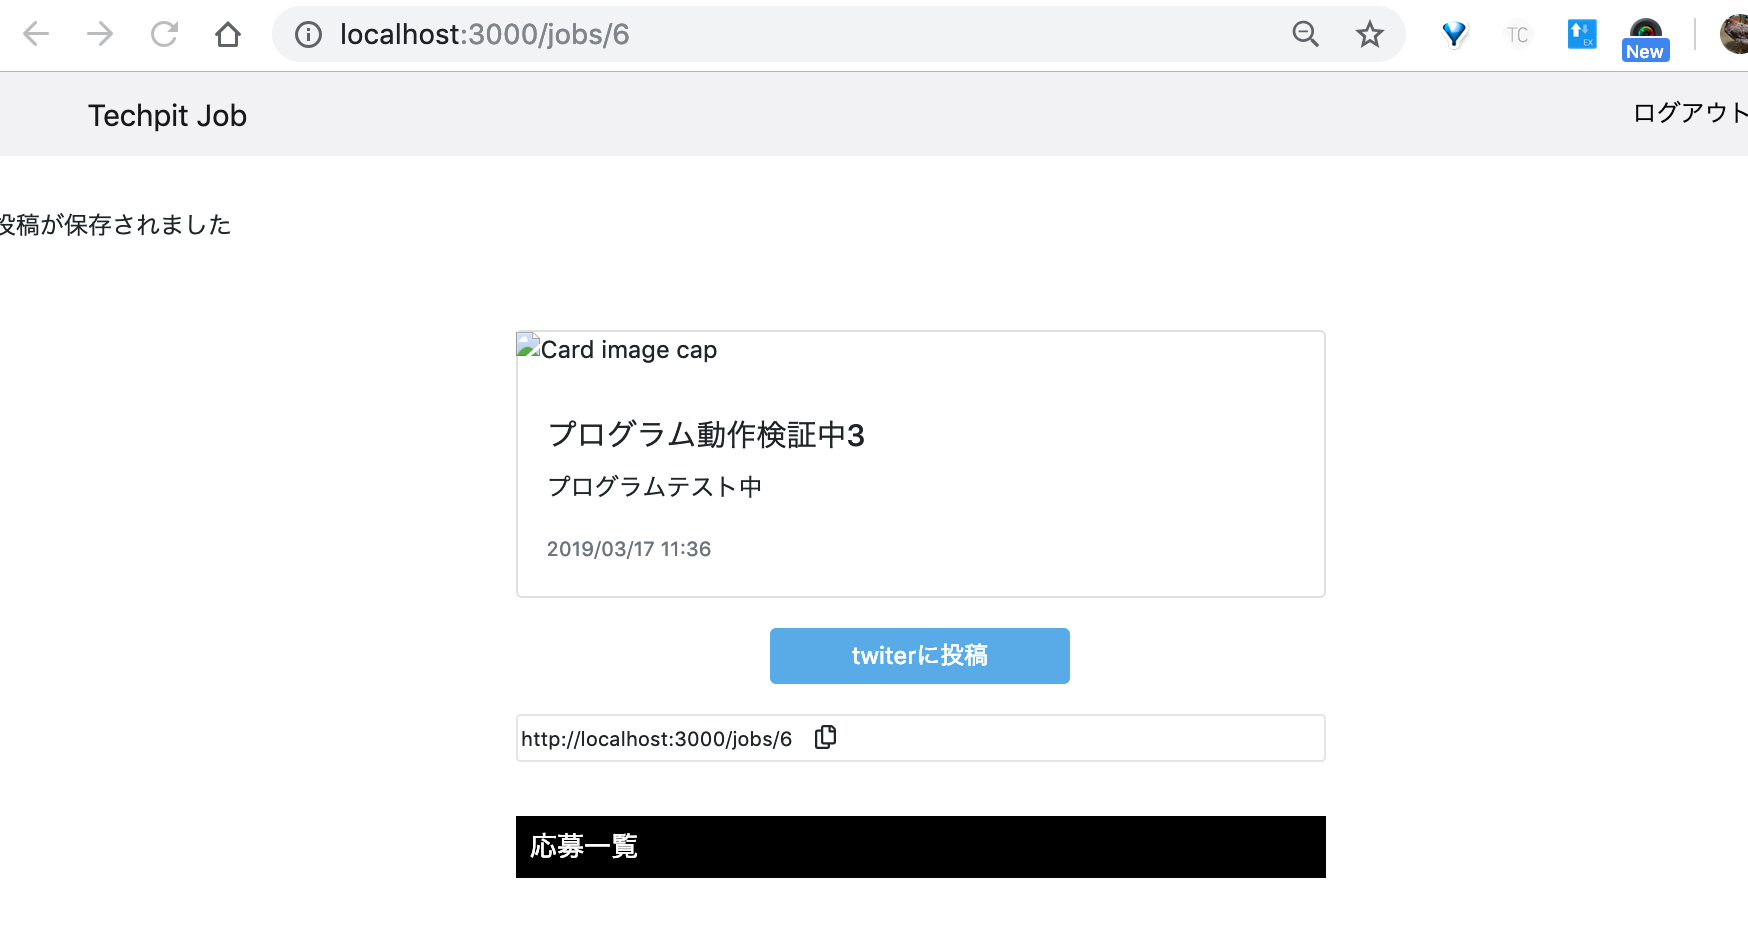 localhost:3000/jobs/6
TC
EX
New
Techpit Job
ログアウト
投稿が保存されました
Card image cap
プログラム動作検証中3
プログラムテスト中
2019/03/17 11:36
twiterに投稿
http://localhost:3000/jobs/6
応募一覧